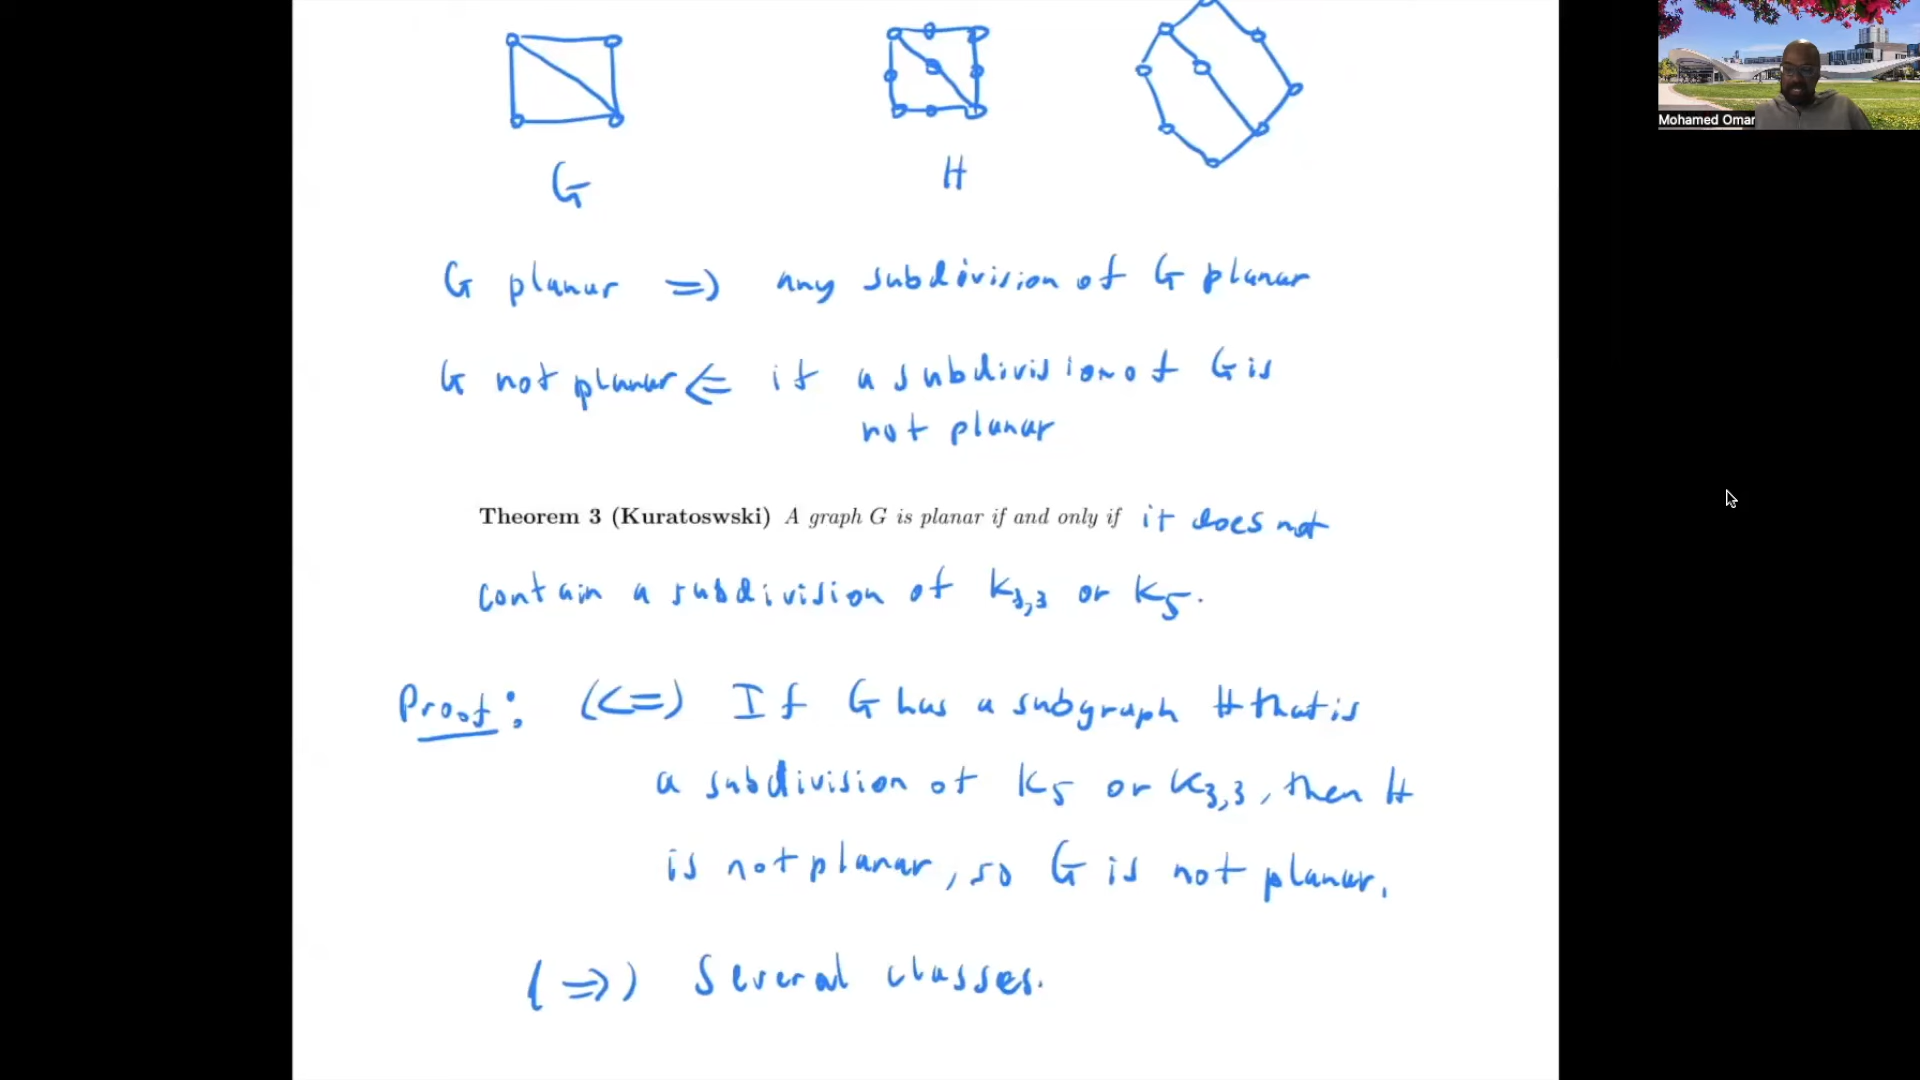 Mohamed Omar
G
H
G planar => any subdivision of G planar
G not planar <= if a subdivision of G is
not planar
Theorem 3 (Kuratoswski) A graph G is planar if and only if it does not
contain a subdivision of K3,3 or K5.
Proof: (<=) If G has a subgraph H that is
a subdivision of K5 or K3,3, then H
is not planar, so G is not planar.
(=>) Several classes.